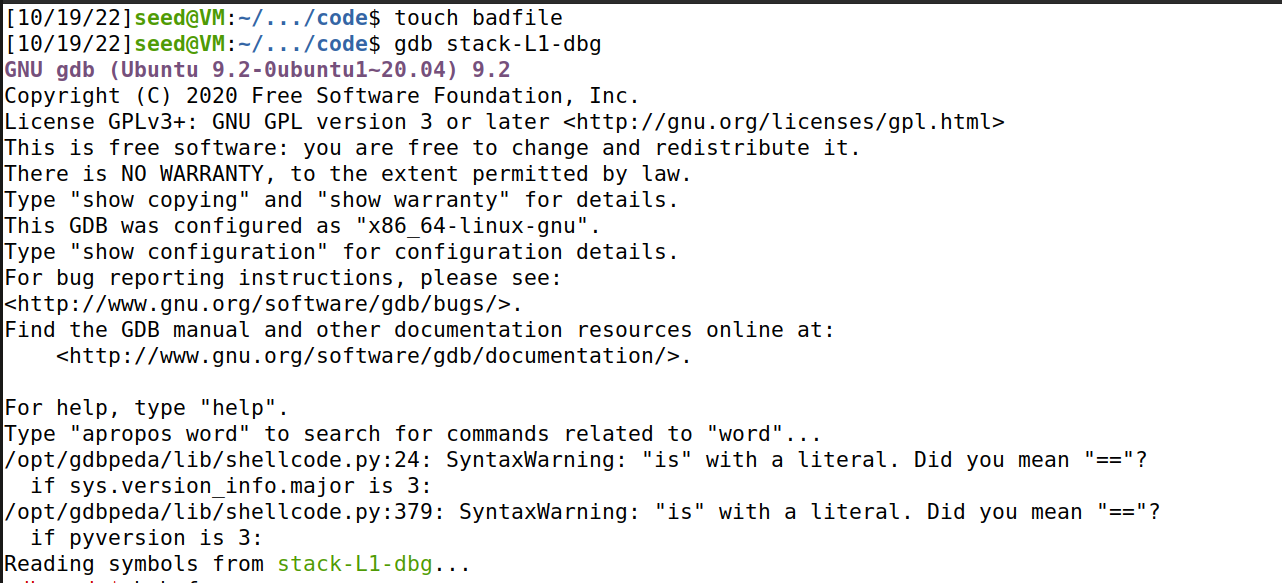 [10/19/22]seed@VM:~/.../code$ touch badfile
[10/19/22]seed@VM:~/.../code$ gdb stack-L1-dbg
GNU gdb (Ubuntu 9.2-0ubuntu1~20.04) 9.2
Copyright (C) 2020 Free Software Foundation, Inc.
License GPLv3+: GNU GPL version 3 or later <http://gnu.org/licenses/gpl.html>
This is free software: you are free to change and redistribute it.
There is NO WARRANTY, to the extent permitted by law.
Type "show copying" and "show warranty" for details.
This GDB was configured as "x86_64-linux-gnu".
Type "show configuration" for configuration details.
For bug reporting instructions, please see:
<http://www.gnu.org/software/gdb/bugs/>.
Find the GDB manual and other documentation resources online at:
    <http://www.gnu.org/software/gdb/documentation/>.

For help, type "help".
Type "apropos word" to search for commands related to "word"...
/opt/gdbpeda/lib/shellcode.py:24: SyntaxWarning: "is" with a literal. Did you mean "=="?
  if sys.version_info.major is 3:
/opt/gdbpeda/lib/shellcode.py:379: SyntaxWarning: "is" with a literal. Did you mean "=="?
  if pyversion is 3:
Reading symbols from stack-L1-dbg...